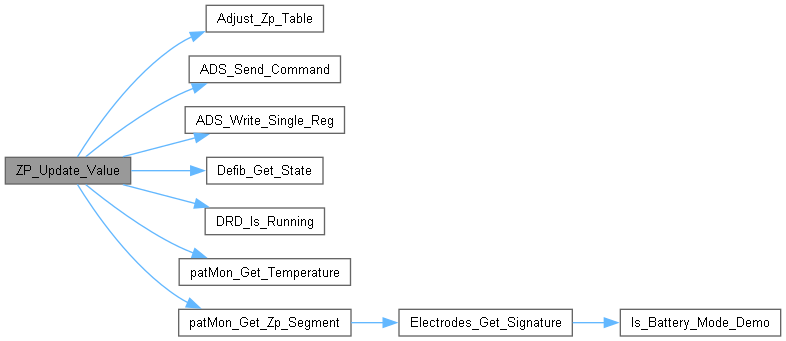 Adjust_Zp_Table
ADS_Send_Command
ADS_Write_Single_Reg
ZP_Update_Value
Defib_Get_State
DRD_Is_Running
patMon_Get_Temperature
patMon_Get_Zp_Segment
Electrodes_Get_Signature
Is_Battery_Mode_Demo